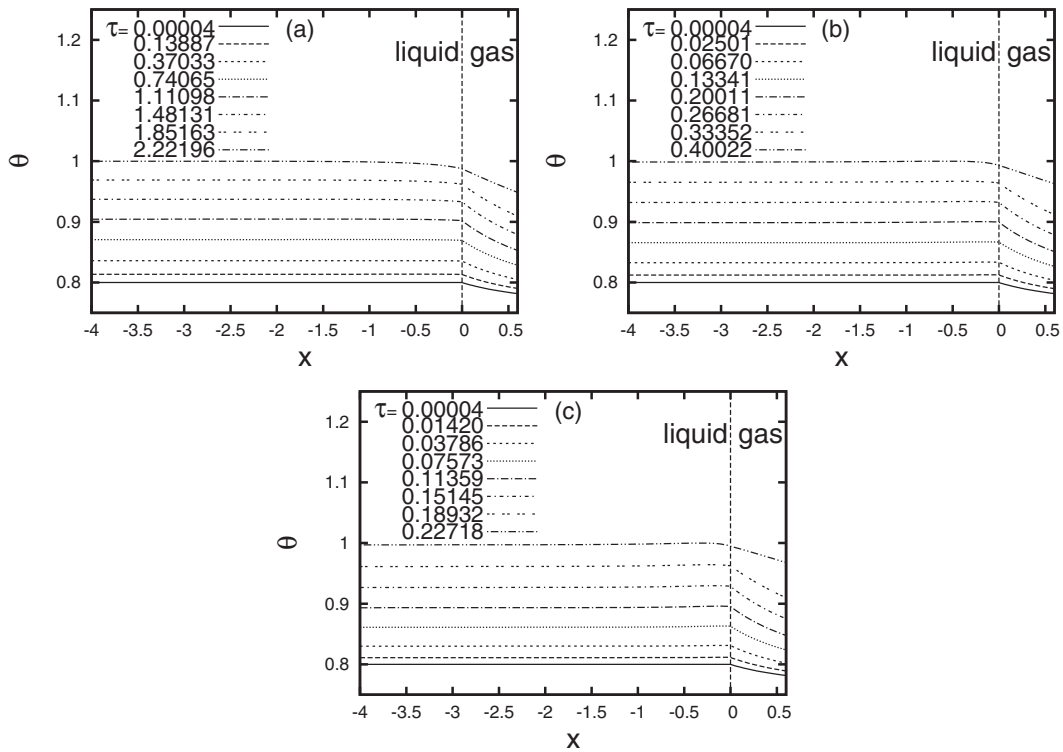 τ= 0.00004 (a)
0.13887
0.37033
0.74065
1.11098
1.48131
1.85163
2.22196
liquid gas
1.2
1.1
1
0.9
0.8
θ
-4 -3.5 -3 -2.5 -2 -1.5 -1 -0.5 0 0.5
x
τ= 0.00004 (b)
0.02501
0.06670
0.13341
0.20011
0.26681
0.33352
0.40022
liquid gas
1.2
1.1
1
0.9
0.8
θ
-4 -3.5 -3 -2.5 -2 -1.5 -1 -0.5 0 0.5
x
τ= 0.00004 (c)
0.01420
0.03786
0.07573
0.11359
0.15145
0.18932
0.22718
liquid gas
1.2
1.1
1
0.9
0.8
θ
-4 -3.5 -3 -2.5 -2 -1.5 -1 -0.5 0 0.5
x